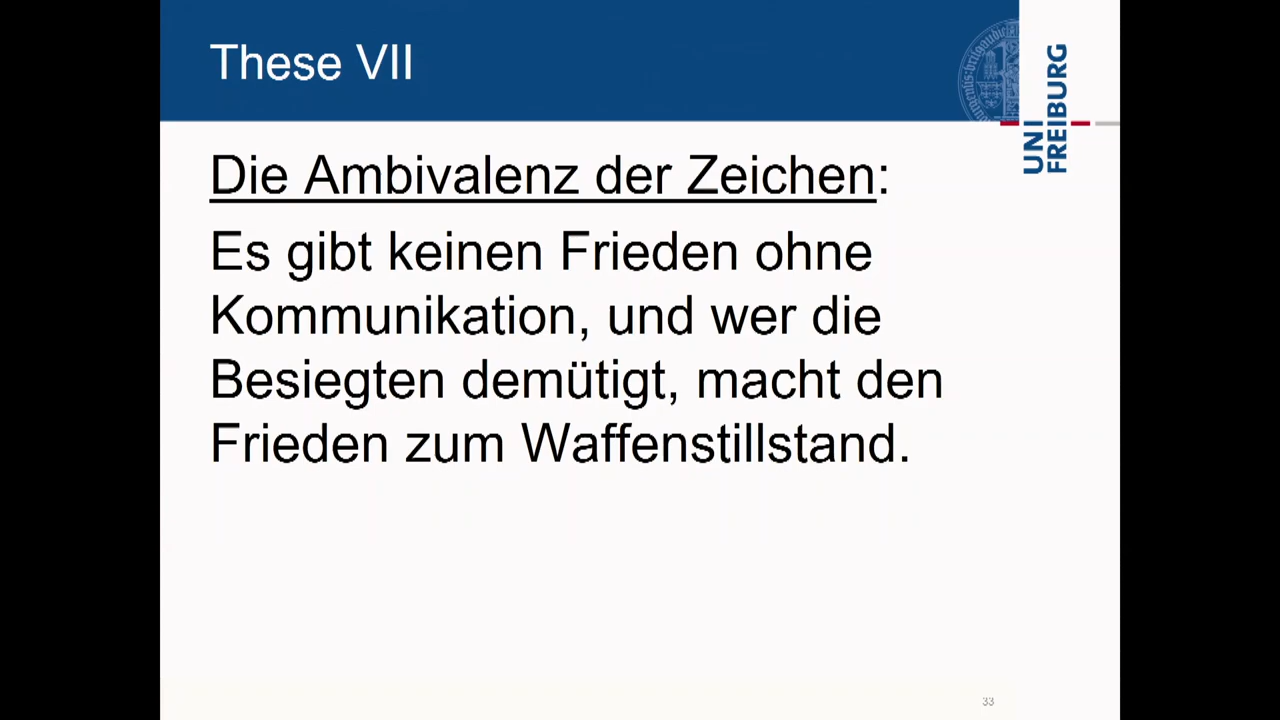 These VII
UNI
FREIBURG
Die Ambivalenz der Zeichen:
Es gibt keinen Frieden ohne
Kommunikation, und wer die
Besiegten demütigt, macht den
Frieden zum Waffenstillstand.
33